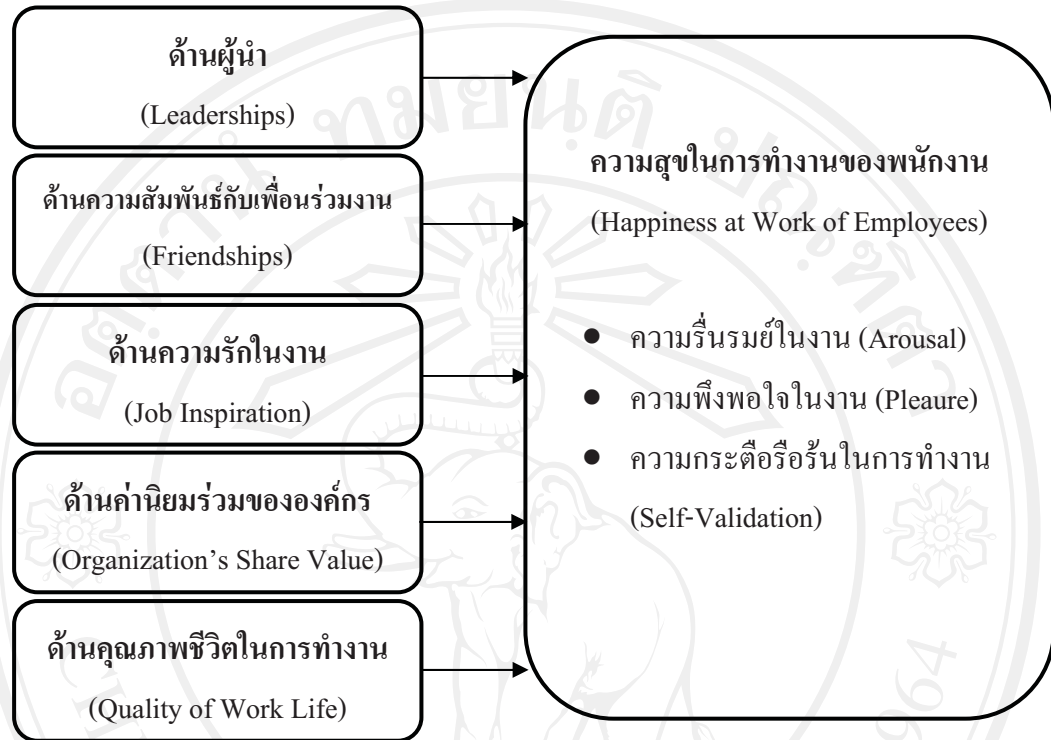 ด้านผู้นำ
(Leaderships)
ด้านความสัมพันธ์กับเพื่อนร่วมงาน
(Friendships)
ด้านความรักในงาน
(Job Inspiration)
ด้านค่านิยมร่วมขององค์กร
(Organization’s Share Value)
ด้านคุณภาพชีวิตในการทำงาน
(Quality of Work Life)
ความสุขในการทำงานของพนักงาน
(Happiness at Work of Employees)
● ความรื่นรมย์ในงาน (Arousal)
● ความพึงพอใจในงาน (Pleaure)
● ความกระตือรือร้นในการทำงาน
(Self-Validation)